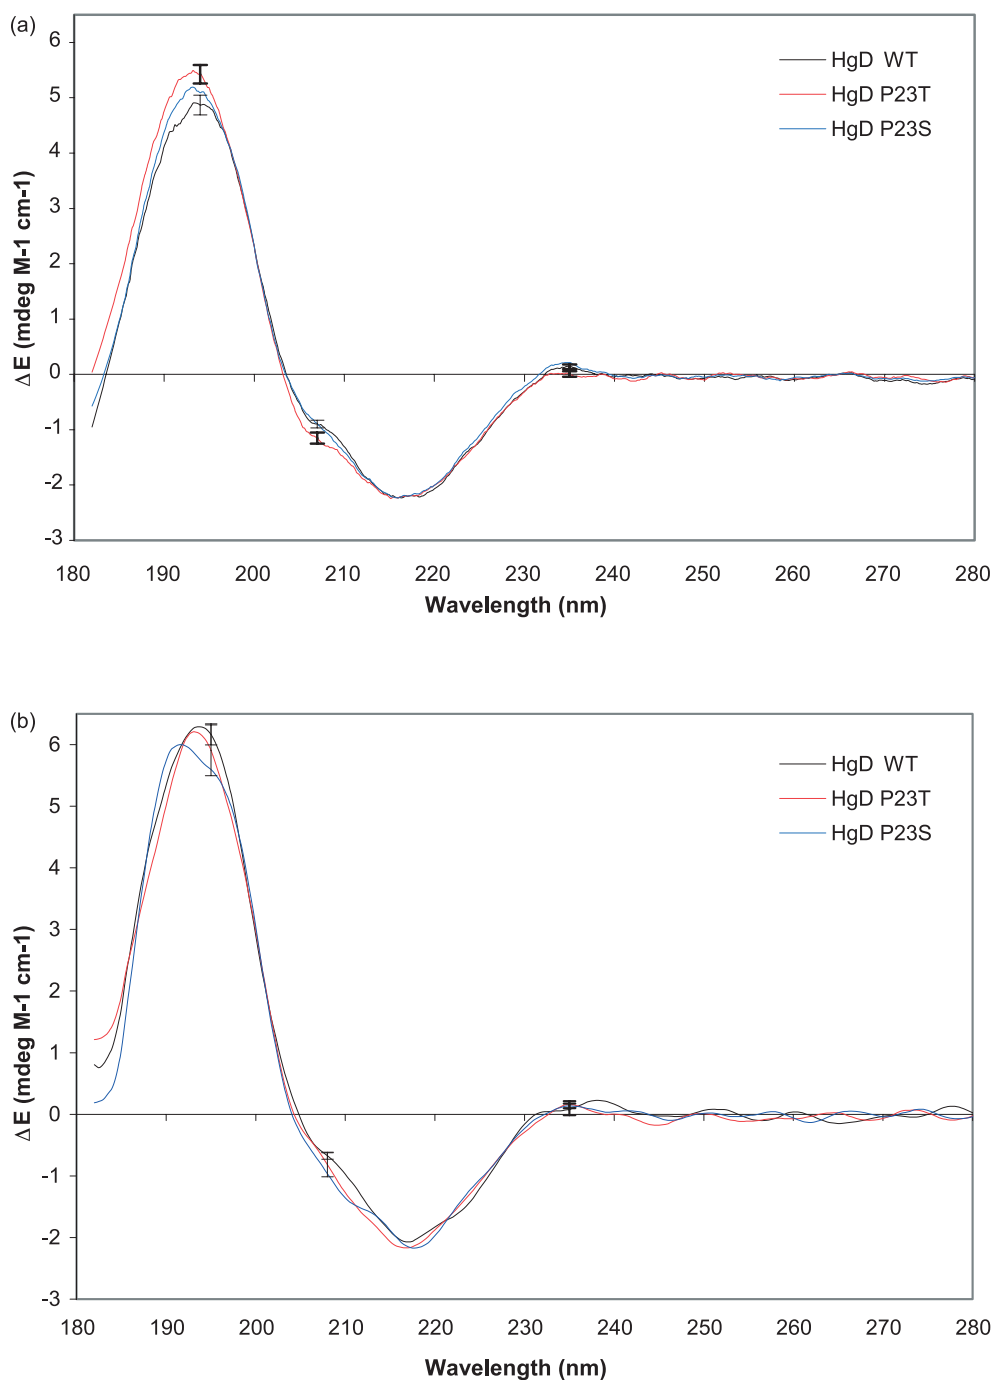 (a)
6
5
4
3
2
1
0
-1
-2
-3
ΔE (mdeg M-1 cm-1)
HgD WT
HgD P23T
HgD P23S
180 190 200 210 220 230 240 250 260 270 280
Wavelength (nm)
(b)
6
5
4
3
2
1
0
-1
-2
-3
ΔE (mdeg M-1 cm-1)
HgD WT
HgD P23T
HgD P23S
180 190 200 210 220 230 240 250 260 270 280
Wavelength (nm)